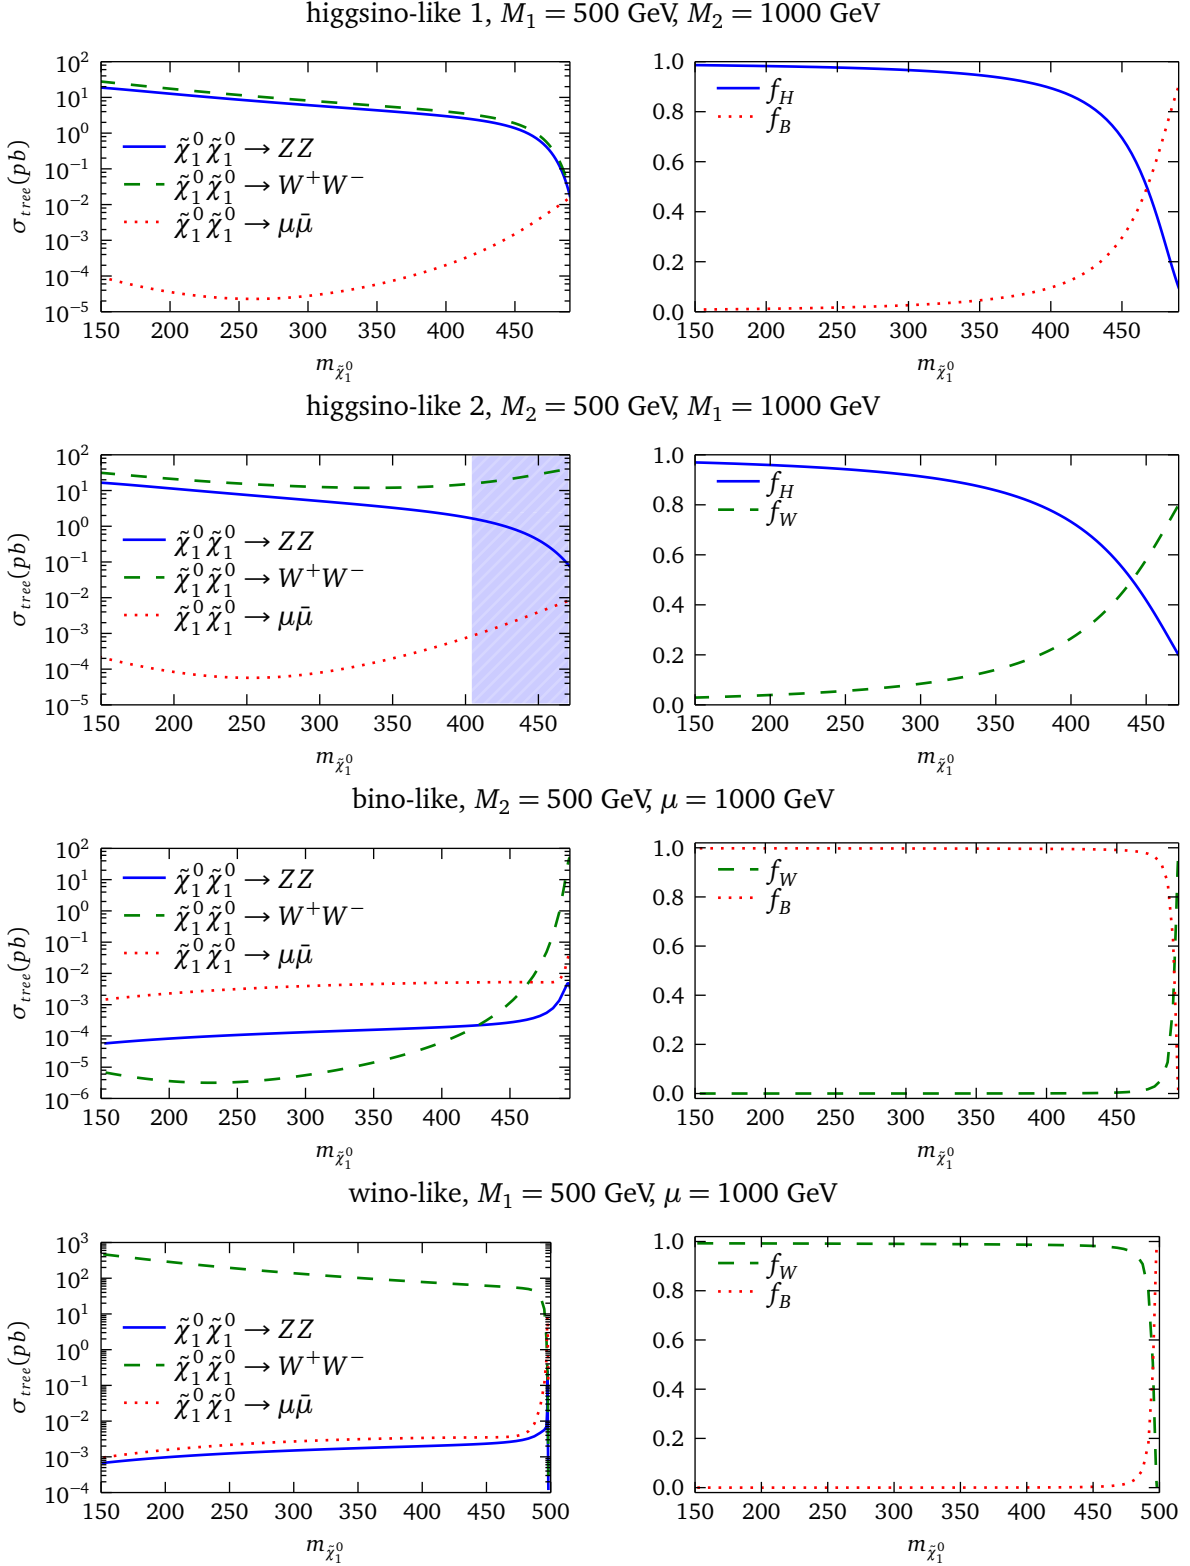 higgsino-like 1, M₁ = 500 GeV, M₂ = 1000 GeV
σ_tree(pb)
10² 10¹ 10⁰ 10⁻¹ 10⁻² 10⁻³ 10⁻⁴ 10⁻⁵
χ̃₁⁰χ̃₁⁰ → ZZ
χ̃₁⁰χ̃₁⁰ → W⁺W⁻
χ̃₁⁰χ̃₁⁰ → μμ̄
150 200 250 300 350 400 450
m_χ̃₁⁰
1.0 0.8 0.6 0.4 0.2 0.0
f_H
f_B
150 200 250 300 350 400 450
m_χ̃₁⁰
higgsino-like 2, M₂ = 500 GeV, M₁ = 1000 GeV
σ_tree(pb)
10² 10¹ 10⁰ 10⁻¹ 10⁻² 10⁻³ 10⁻⁴ 10⁻⁵
χ̃₁⁰χ̃₁⁰ → ZZ
χ̃₁⁰χ̃₁⁰ → W⁺W⁻
χ̃₁⁰χ̃₁⁰ → μμ̄
150 200 250 300 350 400 450
m_χ̃₁⁰
1.0 0.8 0.6 0.4 0.2 0.0
f_H
f_W
150 200 250 300 350 400 450
m_χ̃₁⁰
bino-like, M₂ = 500 GeV, μ = 1000 GeV
σ_tree(pb)
10² 10¹ 10⁰ 10⁻¹ 10⁻² 10⁻³ 10⁻⁴ 10⁻⁵ 10⁻⁶
χ̃₁⁰χ̃₁⁰ → ZZ
χ̃₁⁰χ̃₁⁰ → W⁺W⁻
χ̃₁⁰χ̃₁⁰ → μμ̄
150 200 250 300 350 400 450
m_χ̃₁⁰
1.0 0.8 0.6 0.4 0.2 0.0
f_W
f_B
150 200 250 300 350 400 450
m_χ̃₁⁰
wino-like, M₁ = 500 GeV, μ = 1000 GeV
σ_tree(pb)
10³ 10² 10¹ 10⁰ 10⁻¹ 10⁻² 10⁻³ 10⁻⁴
χ̃₁⁰χ̃₁⁰ → ZZ
χ̃₁⁰χ̃₁⁰ → W⁺W⁻
χ̃₁⁰χ̃₁⁰ → μμ̄
150 200 250 300 350 400 450 500
m_χ̃₁⁰
1.0 0.8 0.6 0.4 0.2 0.0
f_W
f_B
150 200 250 300 350 400 450 500
m_χ̃₁⁰